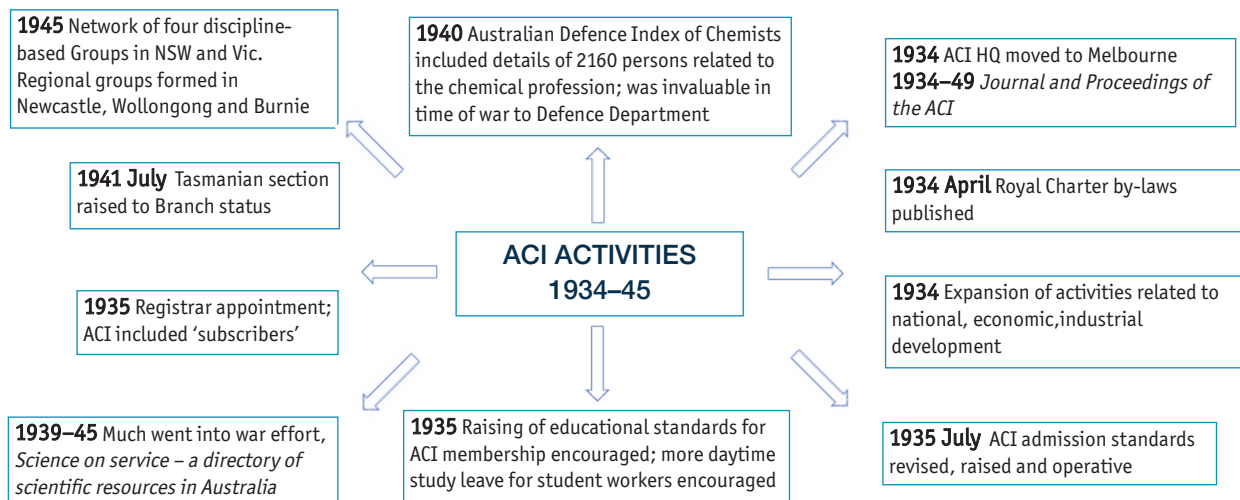 1945 Network of four discipline-
based Groups in NSW and Vic.
Regional groups formed in
Newcastle, Wollongong and Burnie
1940 Australian Defence Index of Chemists
included details of 2160 persons related to
the chemical profession; was invaluable in
time of war to Defence Department
1934 ACI HQ moved to Melbourne
1934–49 Journal and Proceedings of
the ACI
1941 July Tasmanian section
raised to Branch status
1934 April Royal Charter by-laws
published
ACI ACTIVITIES
1934–45
1935 Registrar appointment;
ACI included ‘subscribers’
1934 Expansion of activities related to
national, economic,industrial
development
1939–45 Much went into war effort,
Science on service – a directory of
scientific resources in Australia
1935 Raising of educational standards for
ACI membership encouraged; more daytime
study leave for student workers encouraged
1935 July ACI admission standards
revised, raised and operative